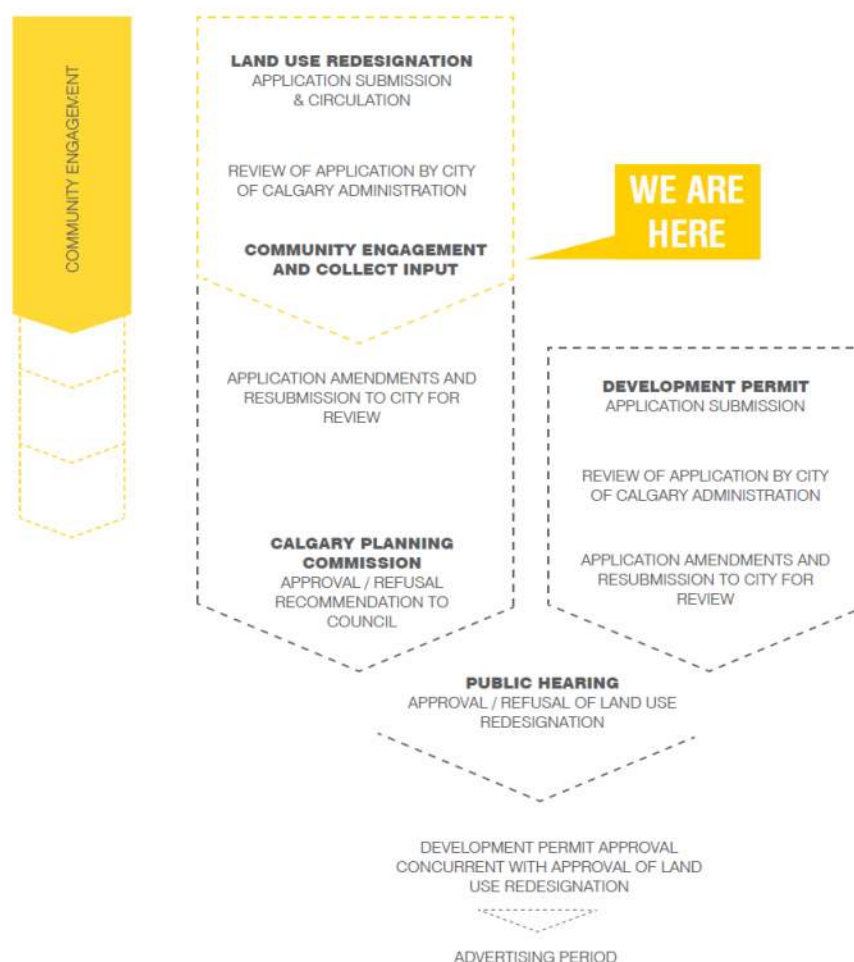 COMMUNITY ENGAGEMENT
LAND USE REDESIGNATION
APPLICATION SUBMISSION
& CIRCULATION
REVIEW OF APPLICATION BY CITY
OF CALGARY ADMINISTRATION
COMMUNITY ENGAGEMENT
AND COLLECT INPUT
WE ARE
HERE
APPLICATION AMENDMENTS AND
RESUBMISSION TO CITY FOR
REVIEW
CALGARY PLANNING
COMMISSION
APPROVAL / REFUSAL
RECOMMENDATION TO
COUNCIL
DEVELOPMENT PERMIT
APPLICATION SUBMISSION
REVIEW OF APPLICATION BY CITY
OF CALGARY ADMINISTRATION
APPLICATION AMENDMENTS AND
RESUBMISSION TO CITY FOR
REVIEW
PUBLIC HEARING
APPROVAL / REFUSAL OF LAND USE
REDESIGNATION
DEVELOPMENT PERMIT APPROVAL
CONCURRENT WITH APPROVAL OF LAND
USE REDESIGNATION
ADVERTISING PERIOD